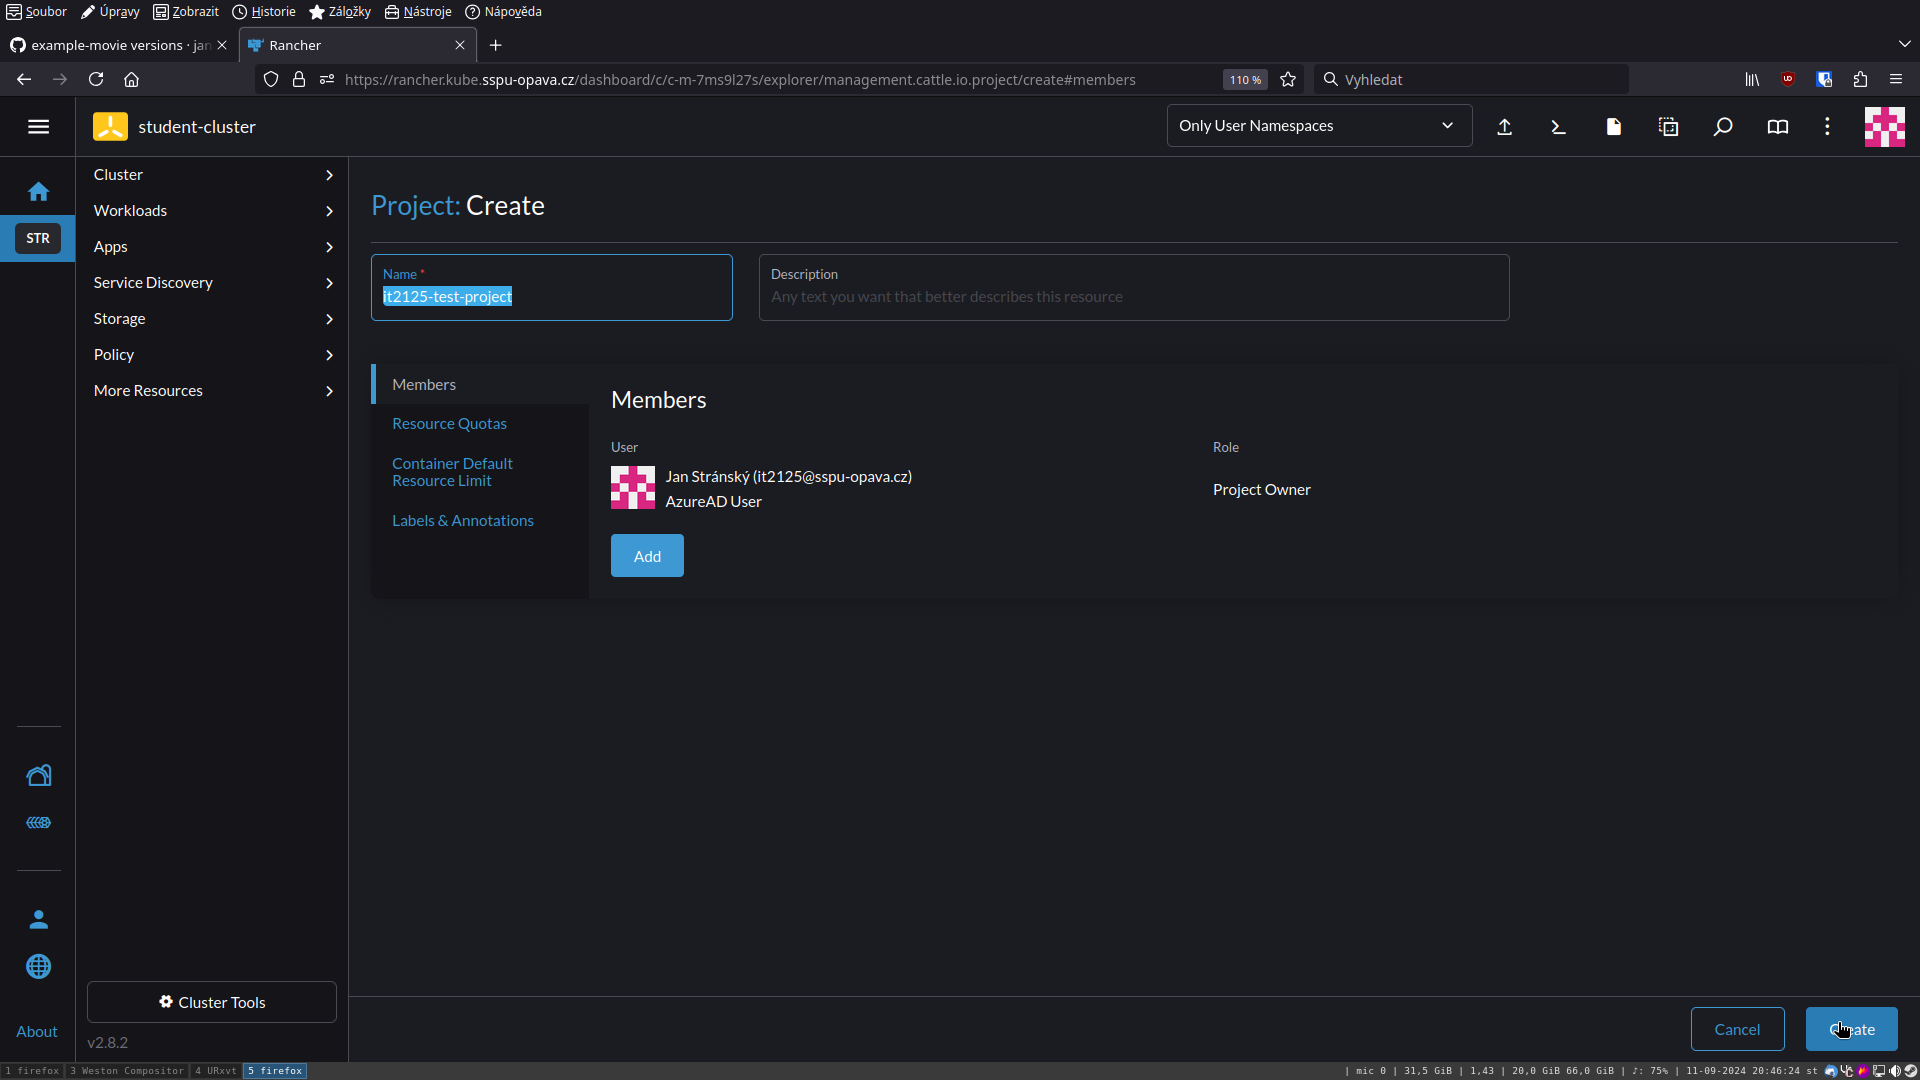 Soubor Úpravy Zobrazit Historie Záložky Nástroje Nápověda
example-movie versions · jan
Rancher
https://rancher.kube.sspu-opava.cz/dashboard/c/c-m-7ms9l27s/explorer/management.cattle.io.project/create#members
110 %
Vyhledat
student-cluster
Only User Namespaces
STR
Cluster
Workloads
Apps
Service Discovery
Storage
Policy
More Resources
Project: Create
Name *
it2125-test-project
Description
Any text you want that better describes this resource
Members
Resource Quotas
Container Default
Resource Limit
Labels & Annotations
Members
User
Role
Jan Stránský (it2125@sspu-opava.cz)
AzureAD User
Project Owner
Add
Cluster Tools
About
v2.8.2
Cancel
Create
1 firefox 3 Weston Compositor 4 URxvt 5 firefox
| mic 0 | 31,5 GiB | 1,43 | 20,0 GiB 66,0 GiB | ♪: 75% | 11-09-2024 20:46:24 st